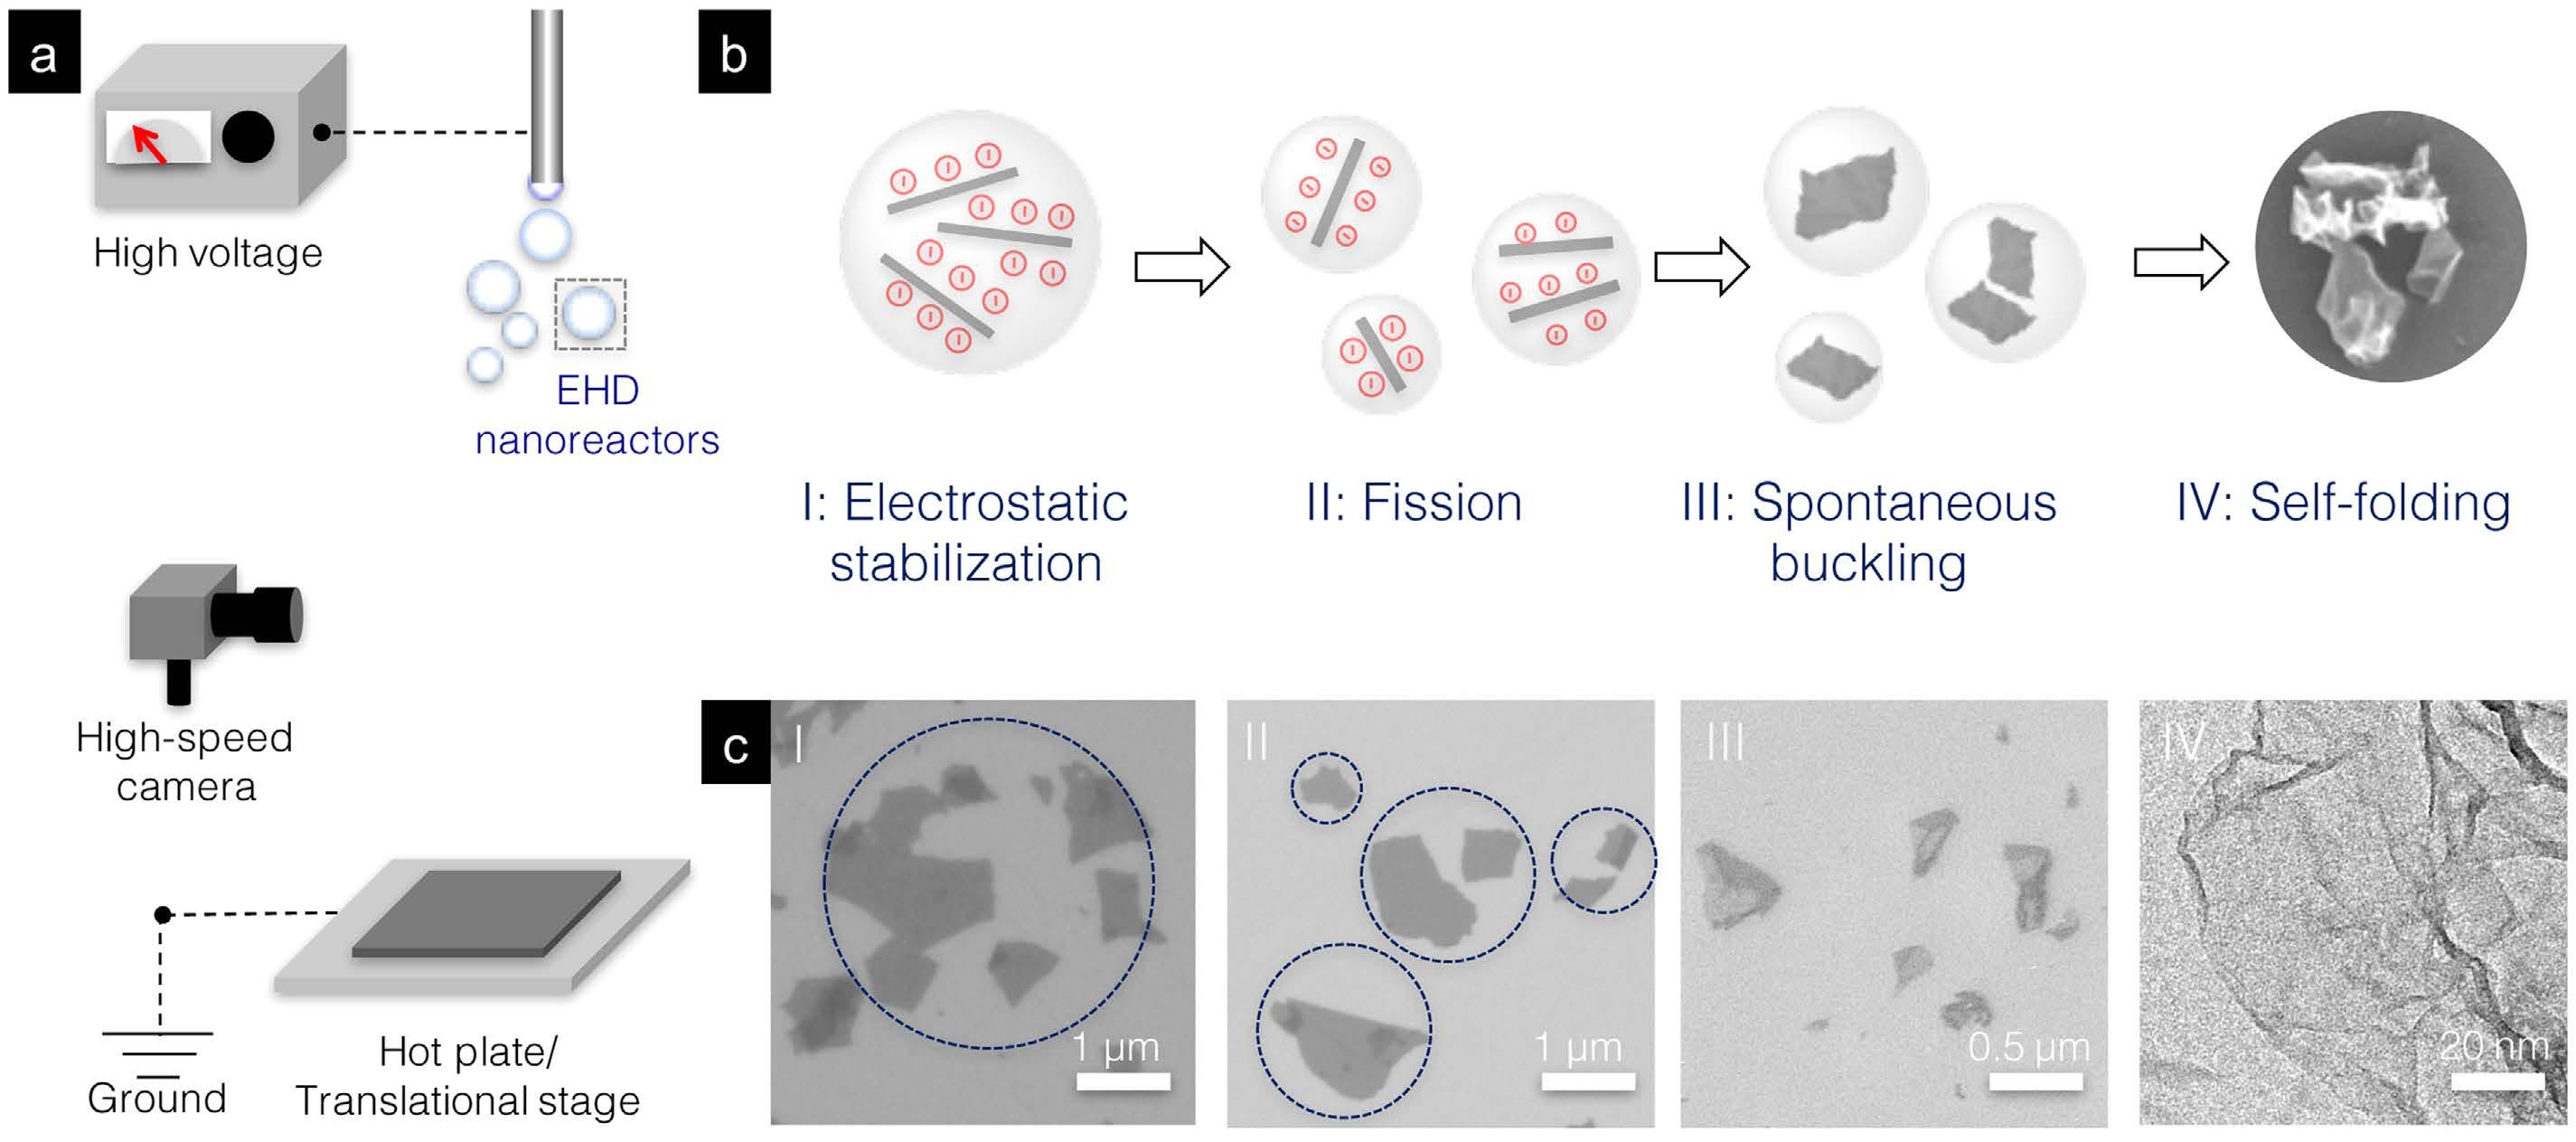 a
High voltage
EHD
nanoreactors
High-speed
camera
Ground
Hot plate/
Translational stage
b
I: Electrostatic
stabilization
II: Fission
III: Spontaneous
buckling
IV: Self-folding
c
I
1 μm
II
1 μm
III
0.5 μm
IV
20 nm